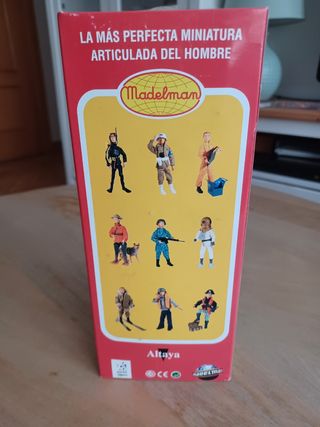 LA MÁS PERFECTA MINIATURA
ARTICULADA DEL HOMBRE
Madelman
Altaya